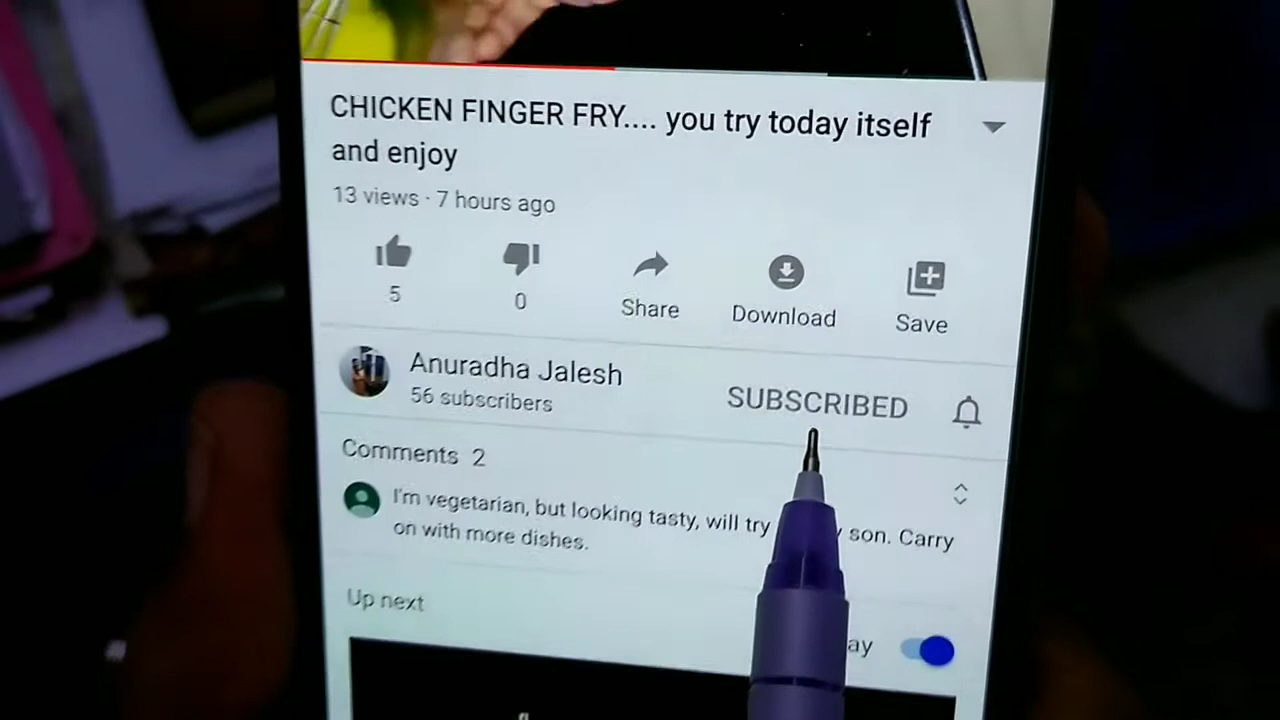 CHICKEN FINGER FRY.... you try today itself
and enjoy
13 views · 7 hours ago
5
0
Share
Download
Save
Anuradha Jalesh
56 subscribers
SUBSCRIBED
Comments 2
I'm vegetarian, but looking tasty, will try son. Carry
on with more dishes.
Up next